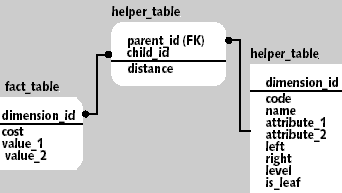 helper_table
parent_id (FK)
child_id
distance
helper_table
dimension_id
code
name
attribute_1
attribute_2
left
right
level
is_leaf
fact_table
dimension_id
cost
value_1
value_2